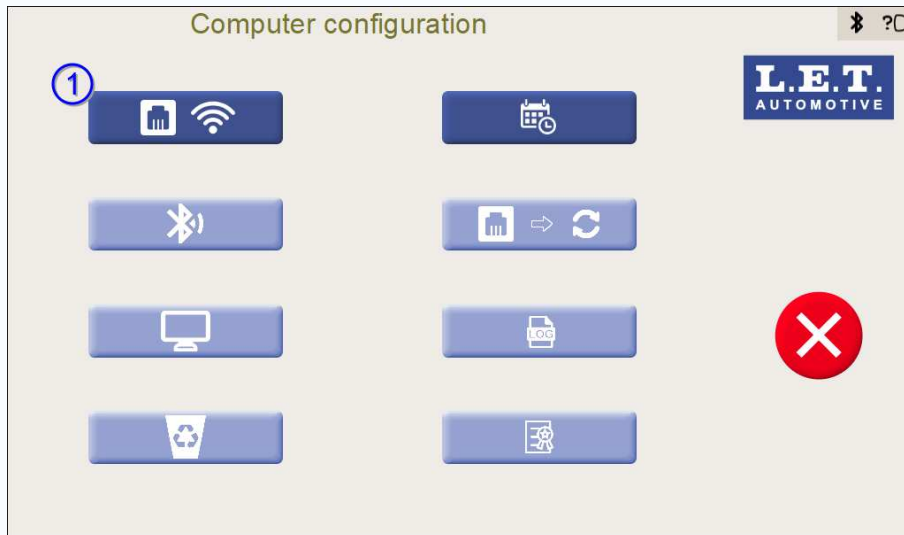 Computer configuration
?
1
L.E.T.
AUTOMOTIVE
LOG